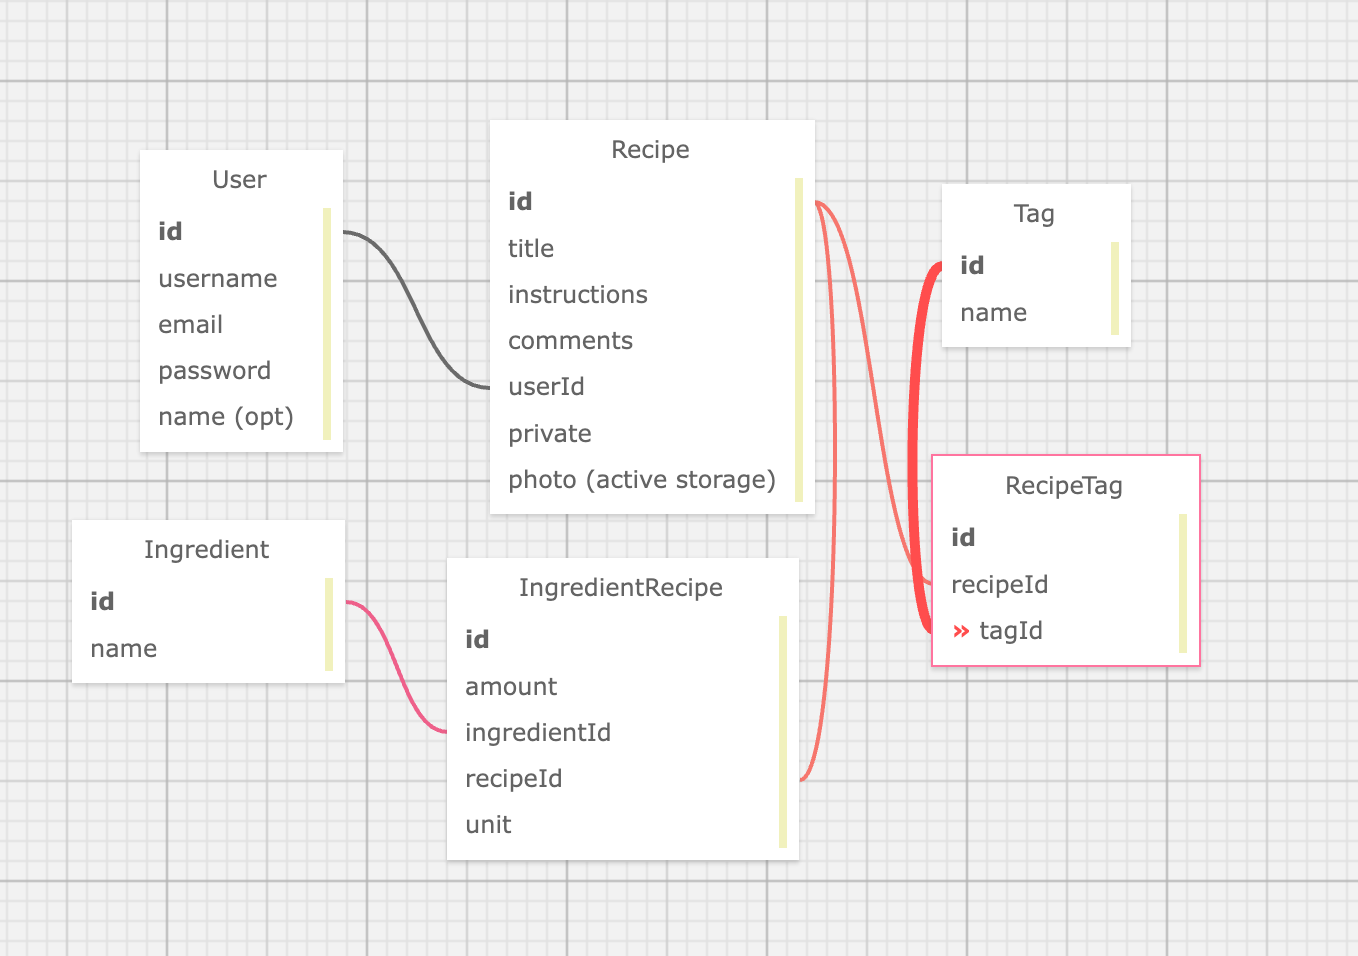 User
id
username
email
password
name (opt)
Recipe
id
title
instructions
comments
userId
private
photo (active storage)
Tag
id
name
Ingredient
id
name
IngredientRecipe
id
amount
ingredientId
recipeId
unit
RecipeTag
id
recipeId
» tagId